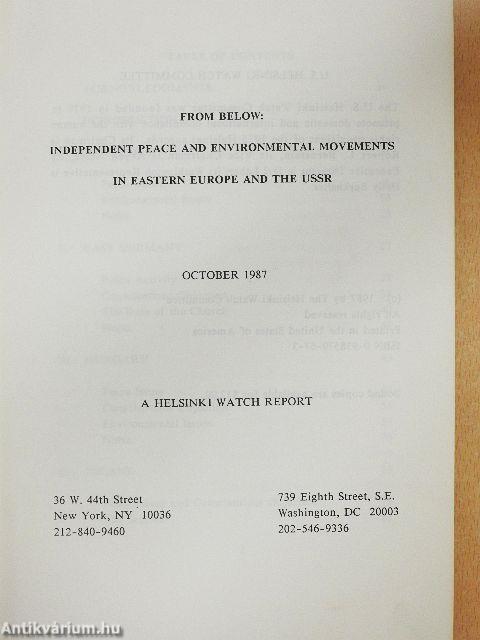 FROM BELOW:
INDEPENDENT PEACE AND ENVIRONMENTAL MOVEMENTS
IN EASTERN EUROPE AND THE USSR
OCTOBER 1987
A HELSINKI WATCH REPORT
36 W. 44th Street
New York, NY 10036
212-840-9460
739 Eighth Street, S.E.
Washington, DC 20003
202-546-9336
Antikvárium.hu